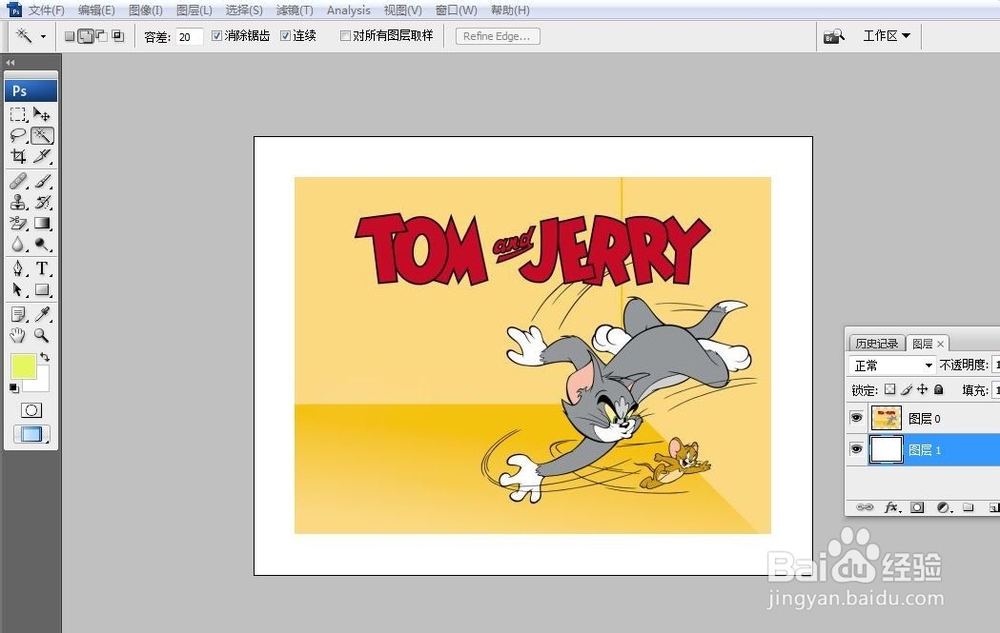 文件(F) 编辑(E) 图像(I) 图层(L) 选择(S) 滤镜(T) Analysis 视图(V) 窗口(W) 帮助(H)
容差: 20 消除锯齿 连续 对所有图层取样 Refine Edge... 工作区
Ps
TOM and JERRY
历史记录 图层
正常 不透明度: 1
锁定: 填充: 1
图层 0
图层 1
Baidu 经验
jingyan.baidu.com